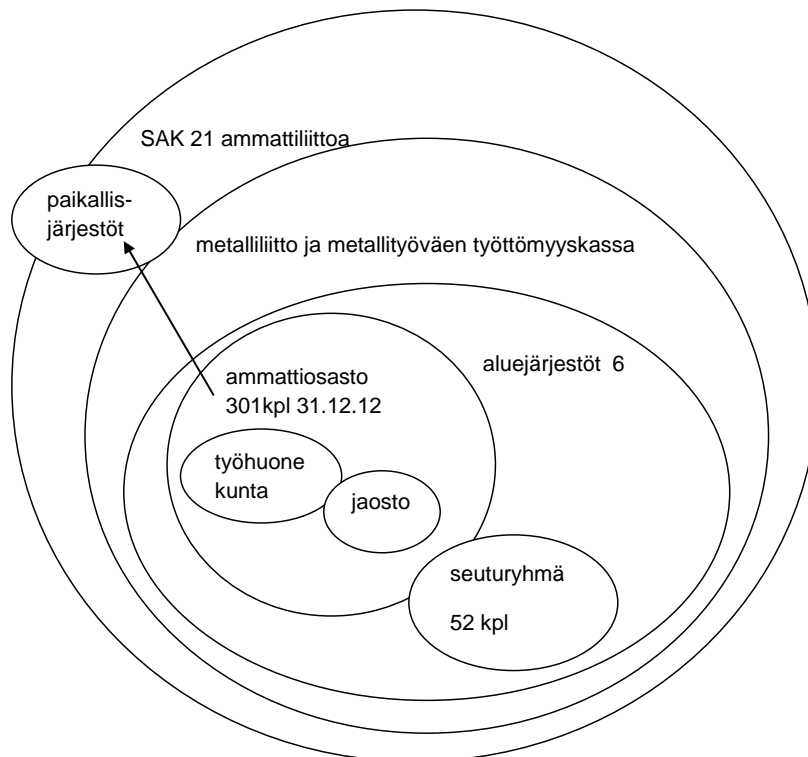 SAK 21 ammattiliittoa
paikallis-
järjestöt
metalliliitto ja metallityöväen työttömyyskassa
aluejärjestöt 6
ammattiosasto
301kpl 31.12.12
työhuone
kunta
jaosto
seuturyhmä
52 kpl